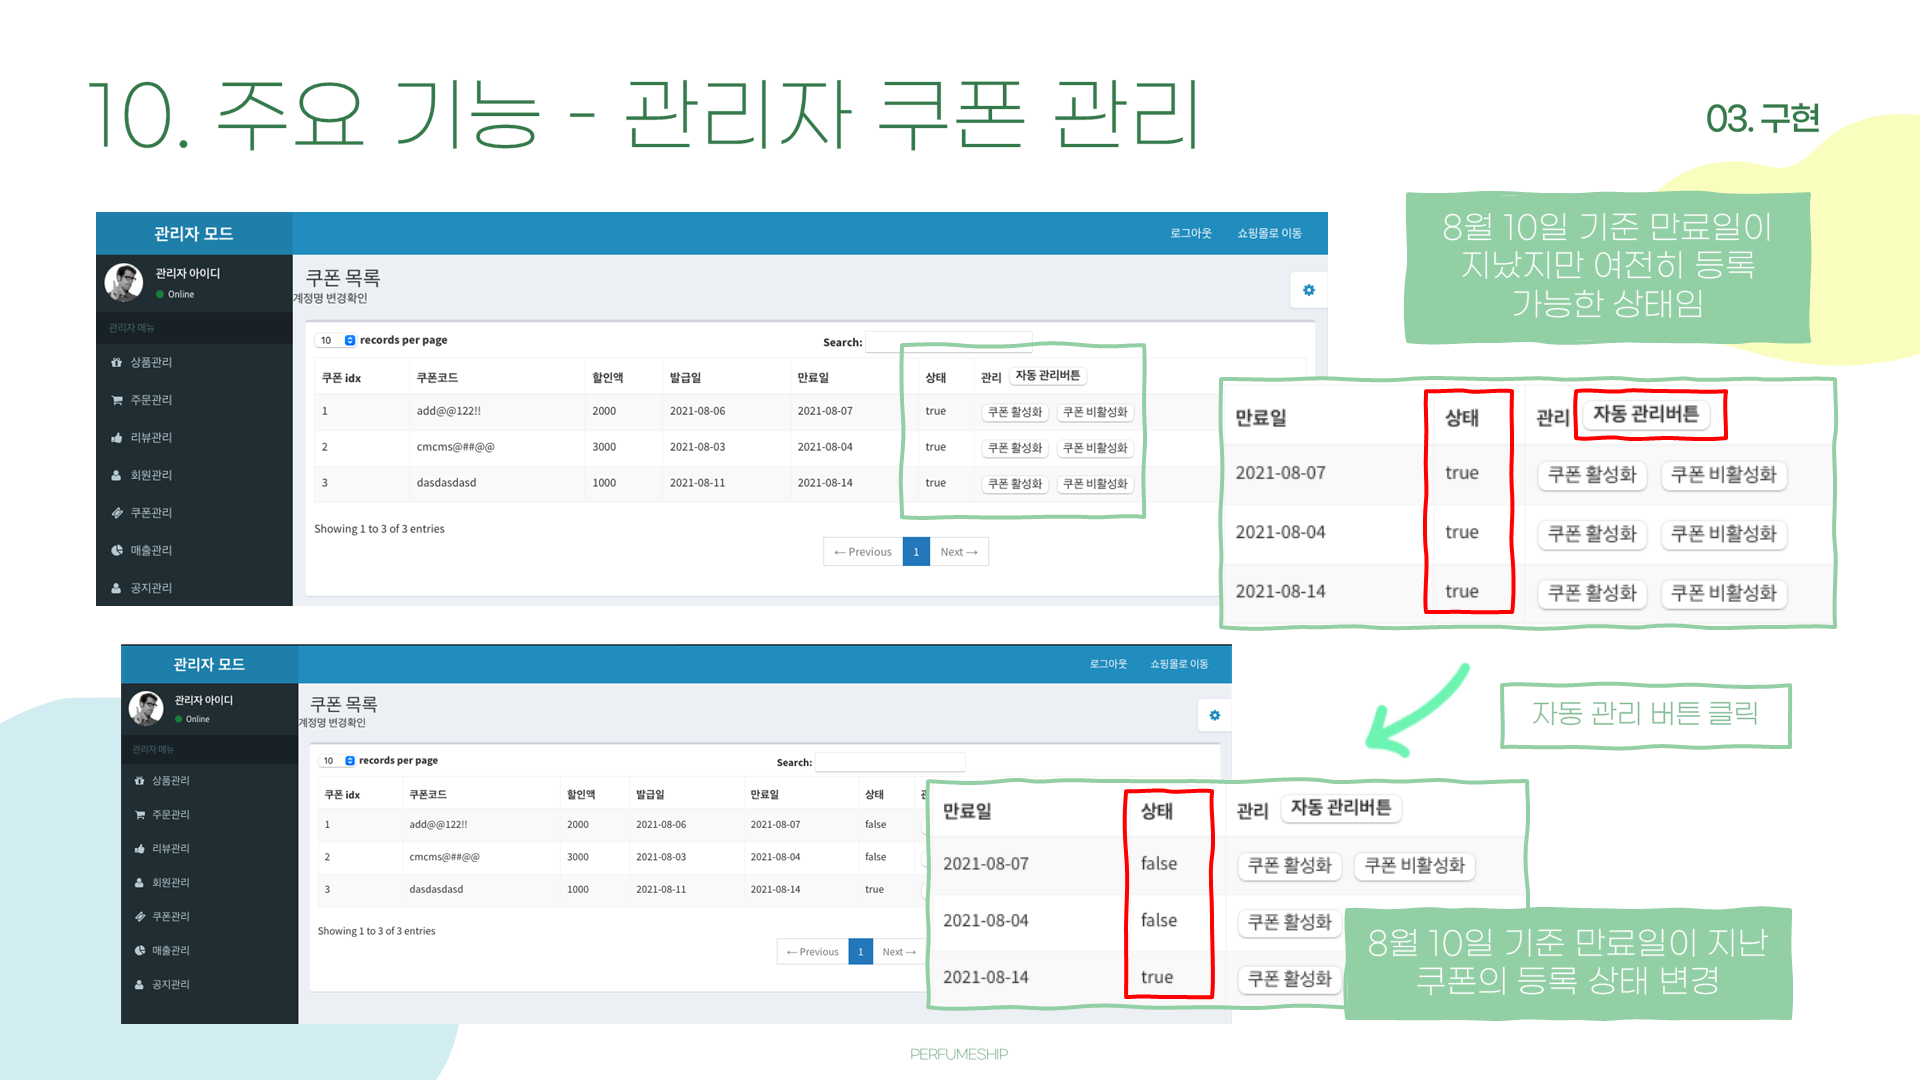 10. 주요 기능 - 관리자 쿠폰 관리
03. 구현
관리자 모드
로그아웃 쇼핑몰로 이동
관리자 아이디
Online
관리자 메뉴
상품관리
주문관리
리뷰관리
회원관리
쿠폰관리
매출관리
공지관리
쿠폰 목록
계정명 변경확인
10 records per page
Search:
쿠폰 idx 쿠폰코드 할인액 발급일 만료일 상태 관리 자동 관리버튼
1 add@@122!! 2000 2021-08-06 2021-08-07 true 쿠폰 활성화 쿠폰 비활성화
2 cmcms@##@@ 3000 2021-08-03 2021-08-04 true 쿠폰 활성화 쿠폰 비활성화
3 dasdasdasd 1000 2021-08-11 2021-08-14 true 쿠폰 활성화 쿠폰 비활성화
Showing 1 to 3 of 3 entries
← Previous 1 Next →
8월 10일 기준 만료일이
지났지만 여전히 등록
가능한 상태임
만료일 상태 관리 자동 관리버튼
2021-08-07 true 쿠폰 활성화 쿠폰 비활성화
2021-08-04 true 쿠폰 활성화 쿠폰 비활성화
2021-08-14 true 쿠폰 활성화 쿠폰 비활성화
자동 관리 버튼 클릭
관리자 모드
로그아웃 쇼핑몰로 이동
관리자 아이디
Online
관리자 메뉴
상품관리
주문관리
리뷰관리
회원관리
쿠폰관리
매출관리
공지관리
쿠폰 목록
계정명 변경확인
10 records per page
Search:
쿠폰 idx 쿠폰코드 할인액 발급일 만료일 상태
1 add@@122!! 2000 2021-08-06 2021-08-07 false
2 cmcms@##@@ 3000 2021-08-03 2021-08-04 false
3 dasdasdasd 1000 2021-08-11 2021-08-14 true
Showing 1 to 3 of 3 entries
← Previous 1 Next →
만료일 상태 관리 자동 관리버튼
2021-08-07 false 쿠폰 활성화 쿠폰 비활성화
2021-08-04 false 쿠폰 활성화
2021-08-14 true 쿠폰 활성화
8월 10일 기준 만료일이 지난
쿠폰의 등록 상태 변경
PERFUMESHIP